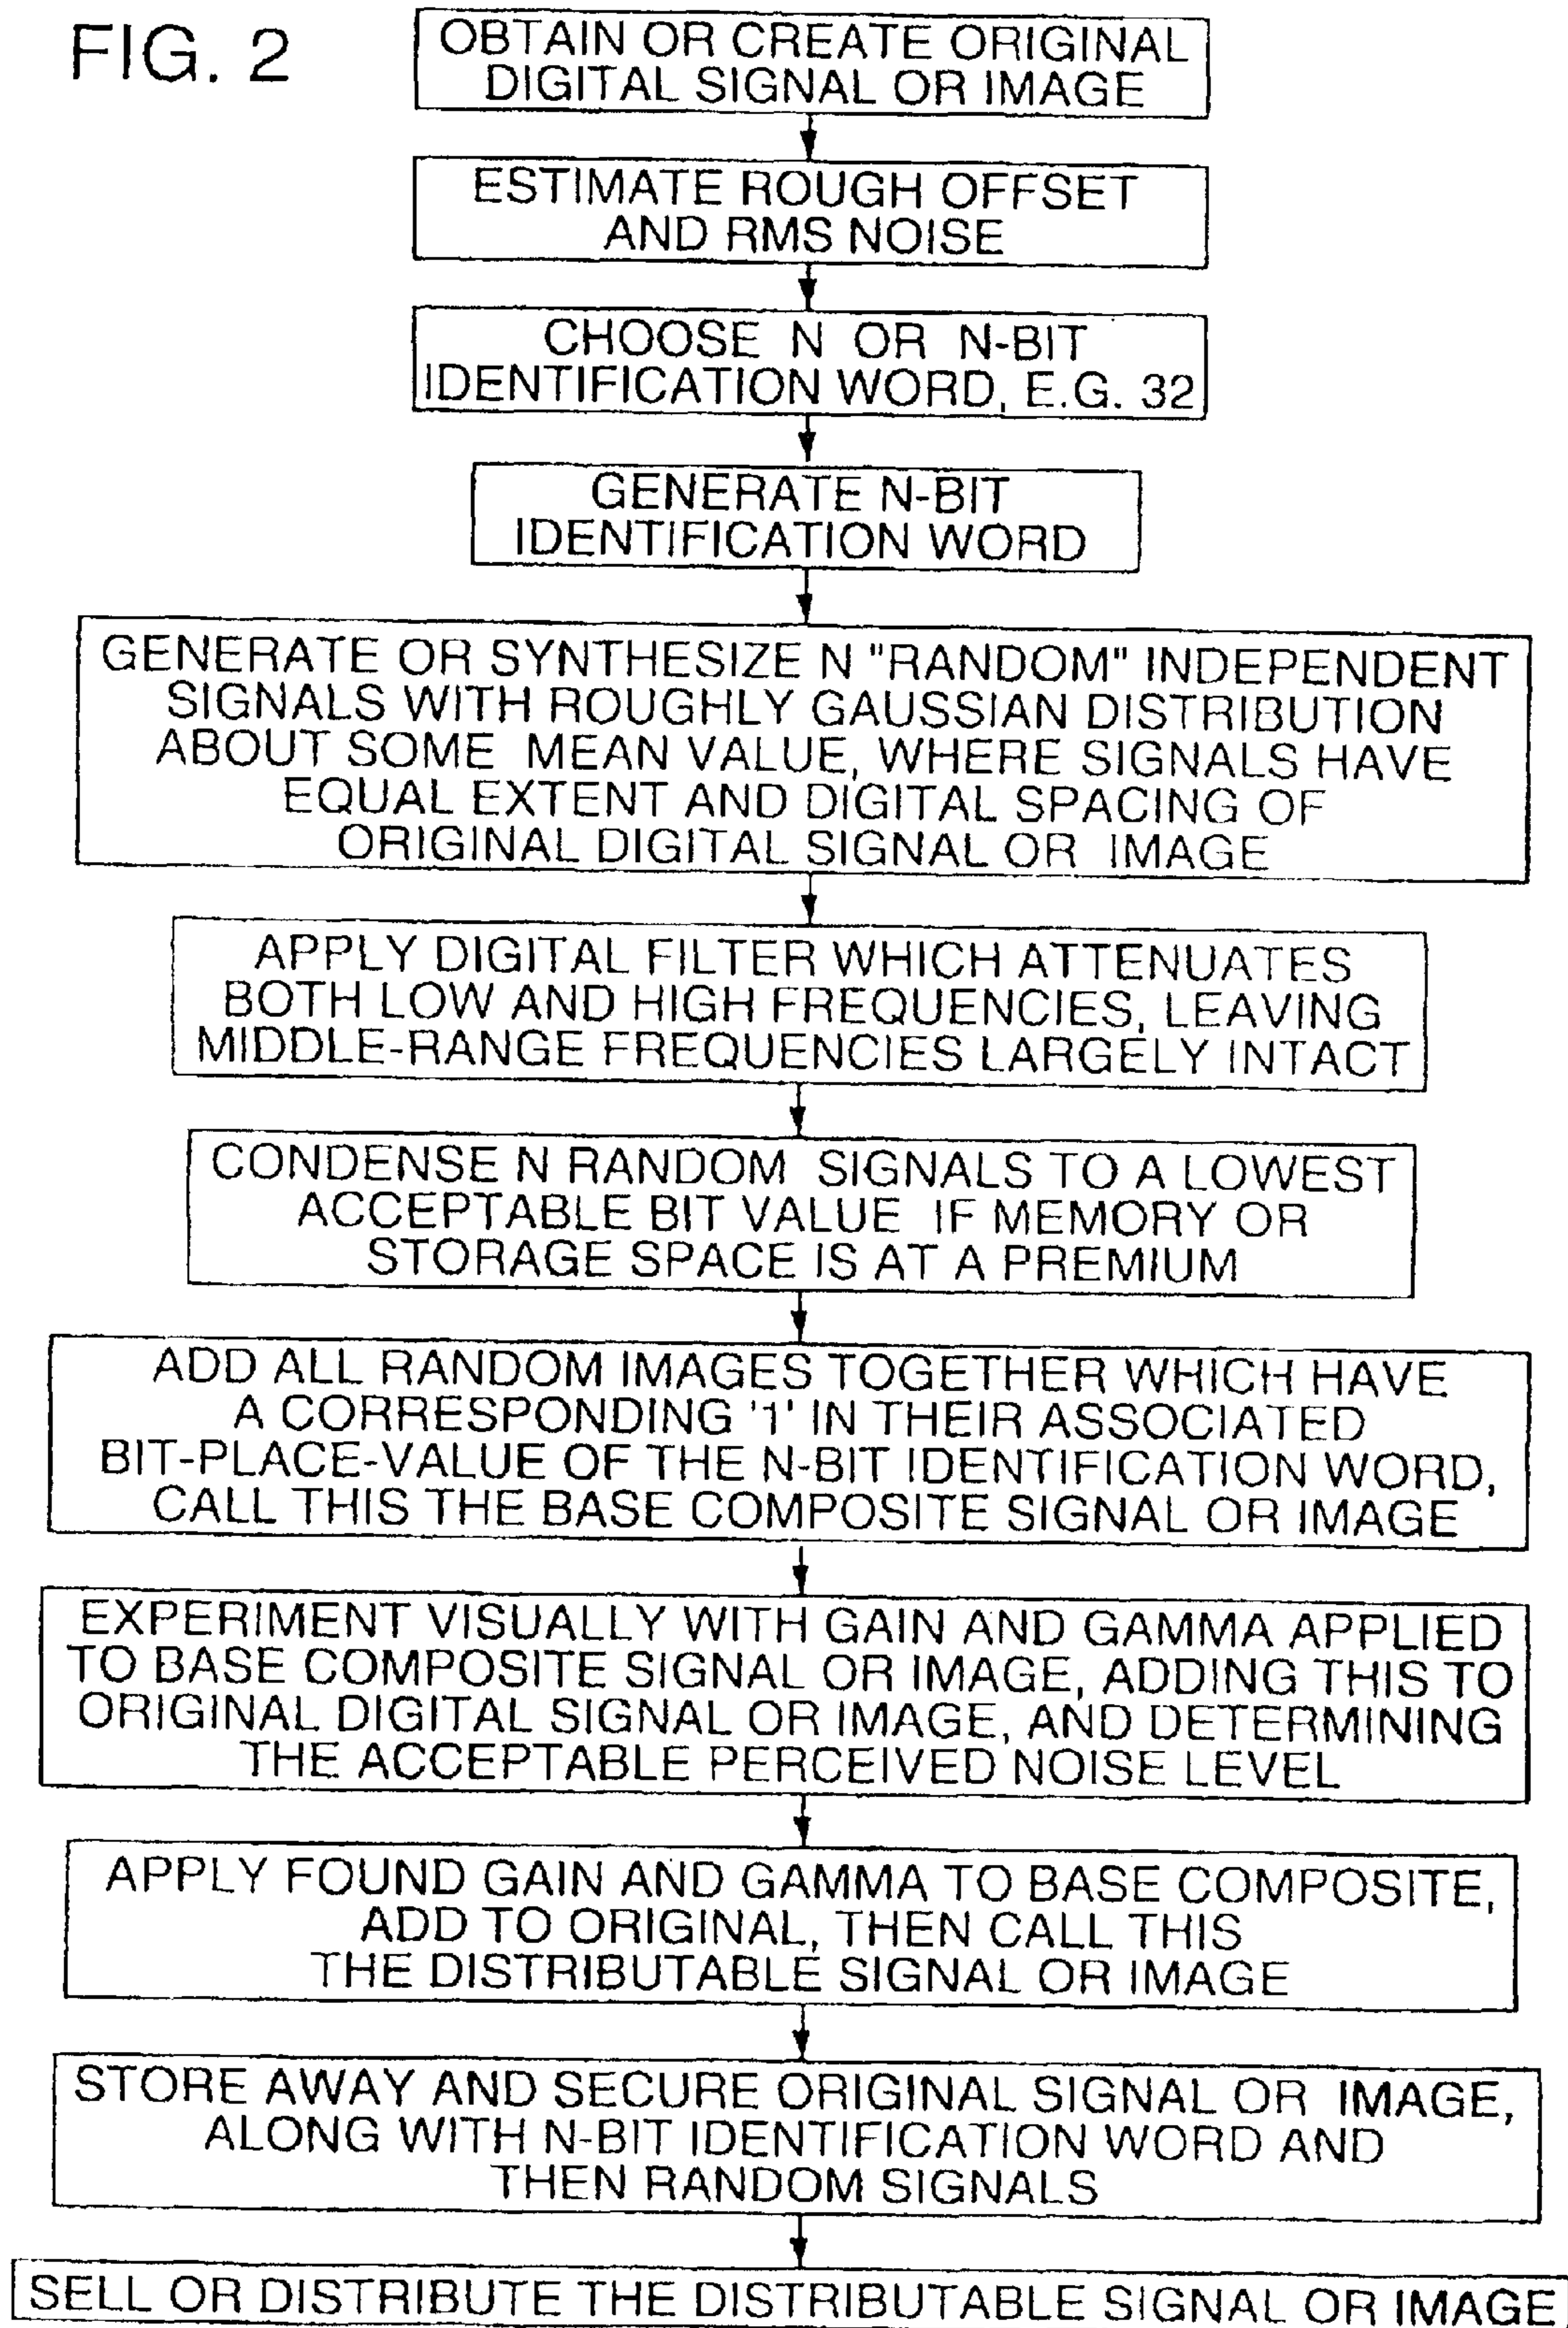 FIG. 2
OBTAIN OR CREATE ORIGINAL
DIGITAL SIGNAL OR IMAGE
ESTIMATE ROUGH OFFSET
AND RMS NOISE
CHOOSE N OR N-BIT
IDENTIFICATION WORD, E.G. 32
GENERATE N-BIT
IDENTIFICATION WORD
GENERATE OR SYNTHESIZE N "RANDOM" INDEPENDENT
SIGNALS WITH ROUGHLY GAUSSIAN DISTRIBUTION
ABOUT SOME MEAN VALUE, WHERE SIGNALS HAVE
EQUAL EXTENT AND DIGITAL SPACING OF
ORIGINAL DIGITAL SIGNAL OR IMAGE
APPLY DIGITAL FILTER WHICH ATTENUATES
BOTH LOW AND HIGH FREQUENCIES, LEAVING
MIDDLE-RANGE FREQUENCIES LARGELY INTACT
CONDENSE N RANDOM SIGNALS TO A LOWEST
ACCEPTABLE BIT VALUE IF MEMORY OR
STORAGE SPACE IS AT A PREMIUM
ADD ALL RANDOM IMAGES TOGETHER WHICH HAVE
A CORRESPONDING '1' IN THEIR ASSOCIATED
BIT-PLACE-VALUE OF THE N-BIT IDENTIFICATION WORD,
CALL THIS THE BASE COMPOSITE SIGNAL OR IMAGE
EXPERIMENT VISUALLY WITH GAIN AND GAMMA APPLIED
TO BASE COMPOSITE SIGNAL OR IMAGE, ADDING THIS TO
ORIGINAL DIGITAL SIGNAL OR IMAGE, AND DETERMINING
THE ACCEPTABLE PERCEIVED NOISE LEVEL
APPLY FOUND GAIN AND GAMMA TO BASE COMPOSITE,
ADD TO ORIGINAL, THEN CALL THIS
THE DISTRIBUTABLE SIGNAL OR IMAGE
STORE AWAY AND SECURE ORIGINAL SIGNAL OR IMAGE,
ALONG WITH N-BIT IDENTIFICATION WORD AND
THEN RANDOM SIGNALS
SELL OR DISTRIBUTE THE DISTRIBUTABLE SIGNAL OR IMAGE